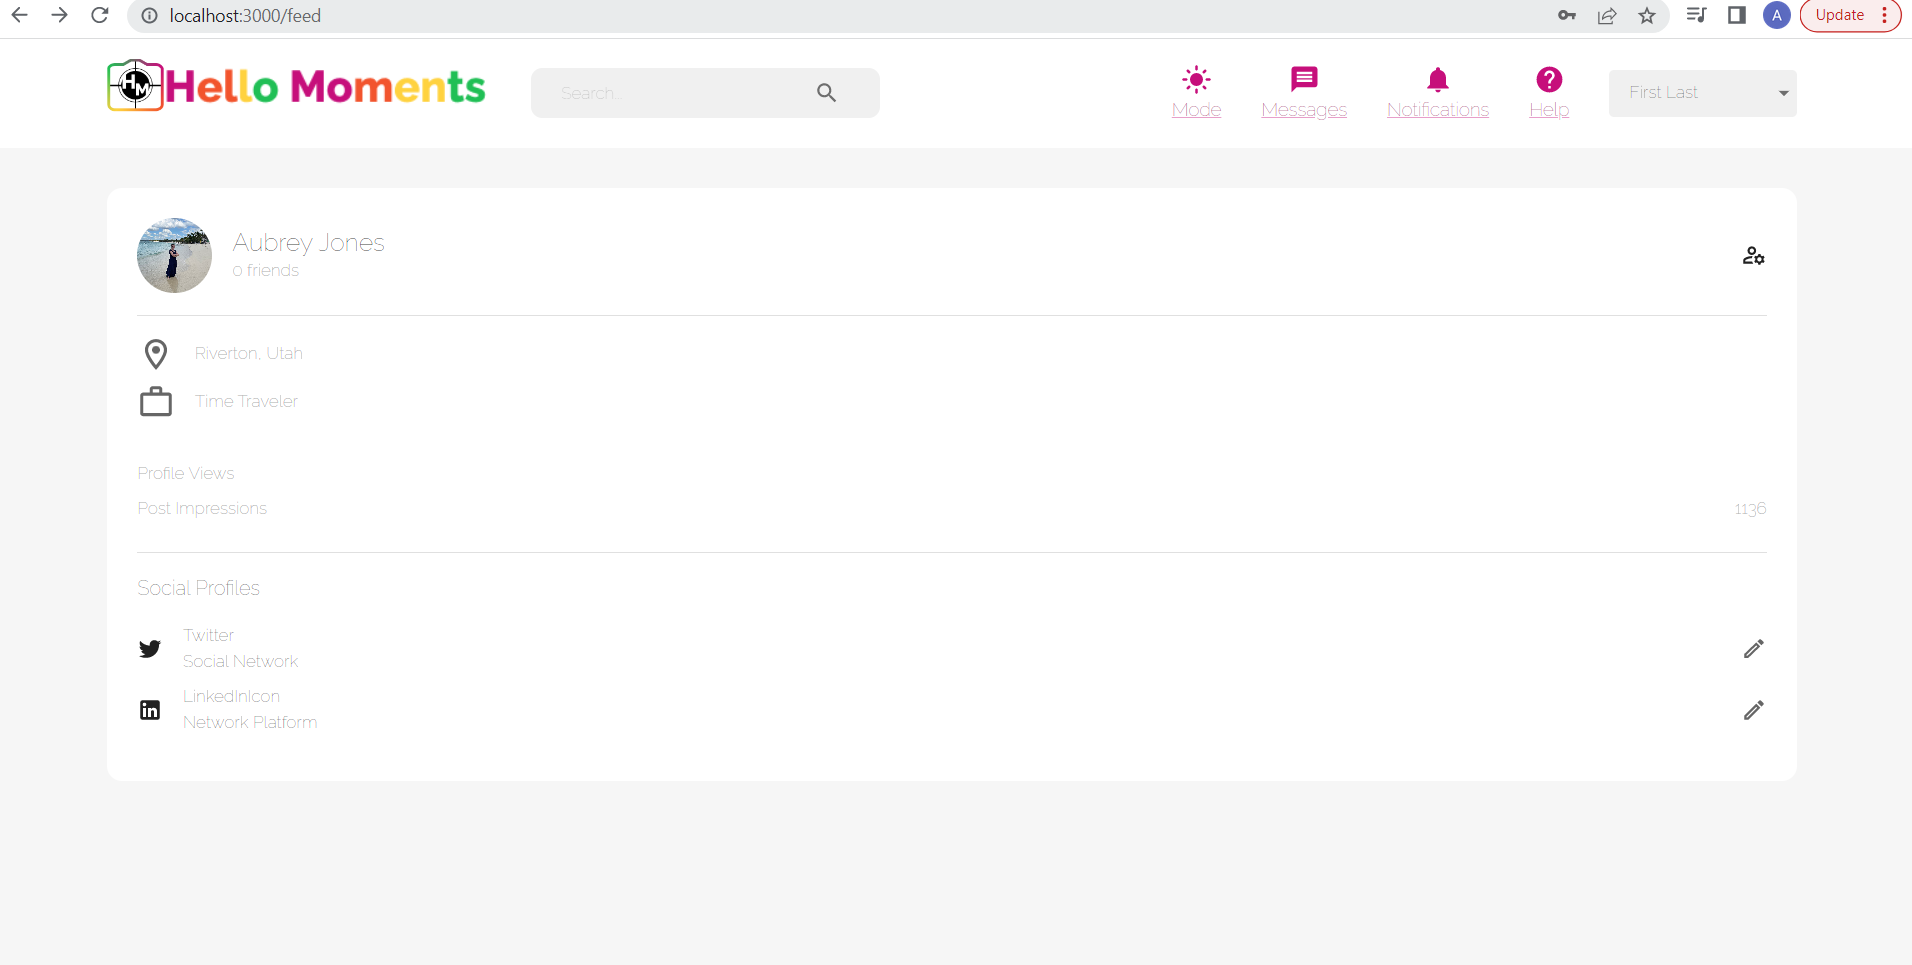 localhost:3000/feed
A
Update
HM
Hello Moments
Search...
Mode
Messages
Notifications
Help
First Last
Aubrey Jones
0 friends
Riverton, Utah
Time Traveler
Profile Views
Post Impressions 1136
Social Profiles
Twitter
Social Network
in
LinkedInIcon
Network Platform